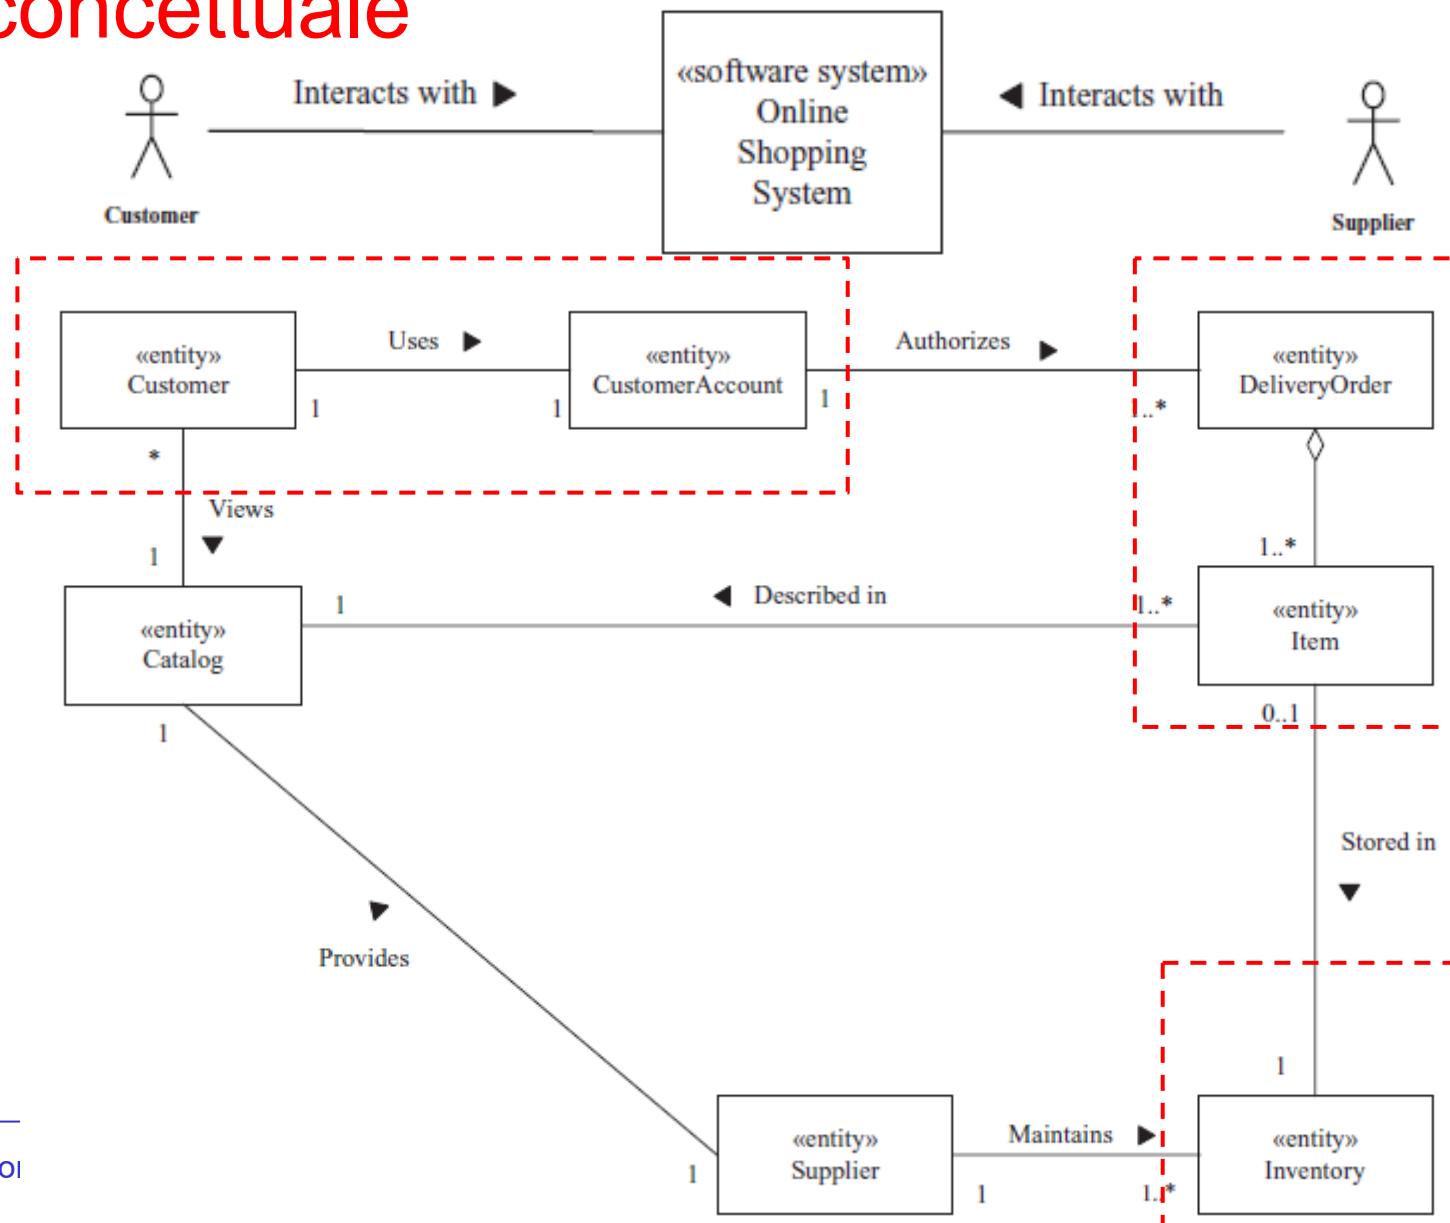 concettuale
Interacts with
«software system»
Online
Shopping
System
Interacts with
Customer
Supplier
«entity»
Customer
Uses
1
1
«entity»
CustomerAccount
Authorizes
1
1..*
«entity»
DeliveryOrder
*
Views
1
1..*
«entity»
Catalog
1
Described in
1..*
«entity»
Item
1
0..1
Stored in
Provides
1
1
«entity»
Supplier
Maintains
1
1..*
«entity»
Inventory